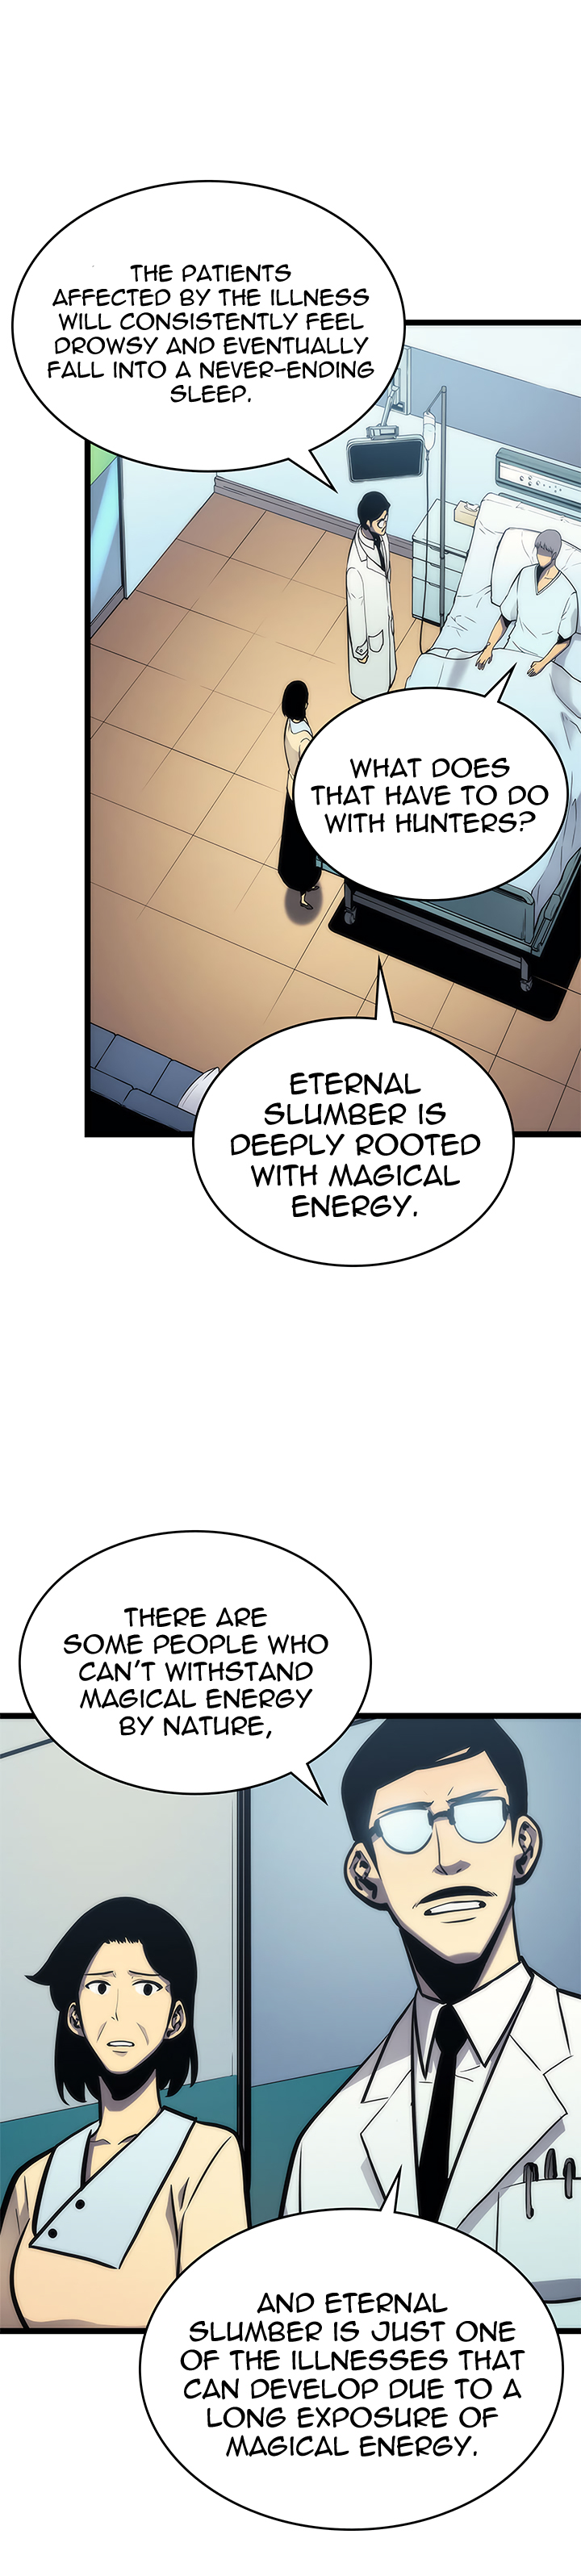 THE PATIENTS
AFFECTED BY THE ILLNESS
WILL CONSISTENTLY FEEL
DROWSY AND EVENTUALLY
FALL INTO A NEVER-ENDING
SLEEP.
WHAT DOES
THAT HAVE TO DO
WITH HUNTERS?
ETERNAL
SLUMBER IS
DEEPLY ROOTED
WITH MAGICAL
ENERGY.
THERE ARE
SOME PEOPLE WHO
CAN'T WITHSTAND
MAGICAL ENERGY
BY NATURE,
AND ETERNAL
SLUMBER IS JUST ONE
OF THE ILLNESSES THAT
CAN DEVELOP DUE TO A
LONG EXPOSURE OF
MAGICAL ENERGY.